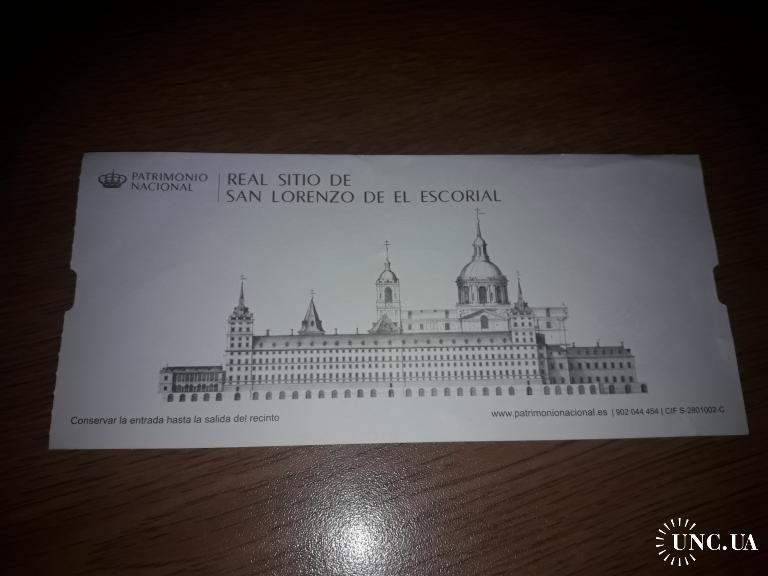 PATRIMONIO
NACIONAL
REAL SITIO DE
SAN LORENZO DE EL ESCORIAL
Conservar la entrada hasta la salida del recinto
www.patrimonionacional.es | 902 044 454 | CIF S-2801002-C
UNC.UA